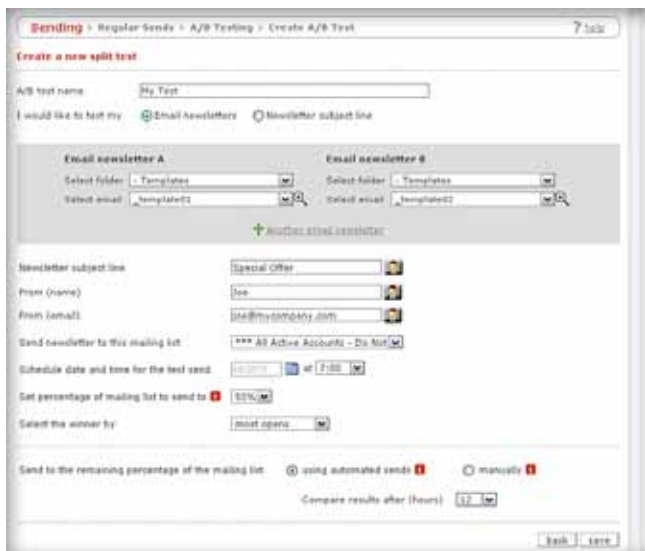 Sending > Regular Sends > A/B Testing > Create A/B Test ? help
Create a new split test
A/B test name My Test
I would like to test my Email newsletters Newsletter subject line
Email newsletter A Email newsletter B
Select folder - Templates Select folder - Templates
Select email _template01 Select email _template02
Another email newsletter
Newsletter subject line Special Offer
From (name) Joe
From (email) joe@mycompany.com
Send newsletter to this mailing list *** All Active Accounts - Do Not
Schedule date and time for the test send at 7:00
Set percentage of mailing list to send to 50%
Select the winner by most opens
Send to the remaining percentage of the mailing list using automated sends manually
Compare results after (hours) 12
back save